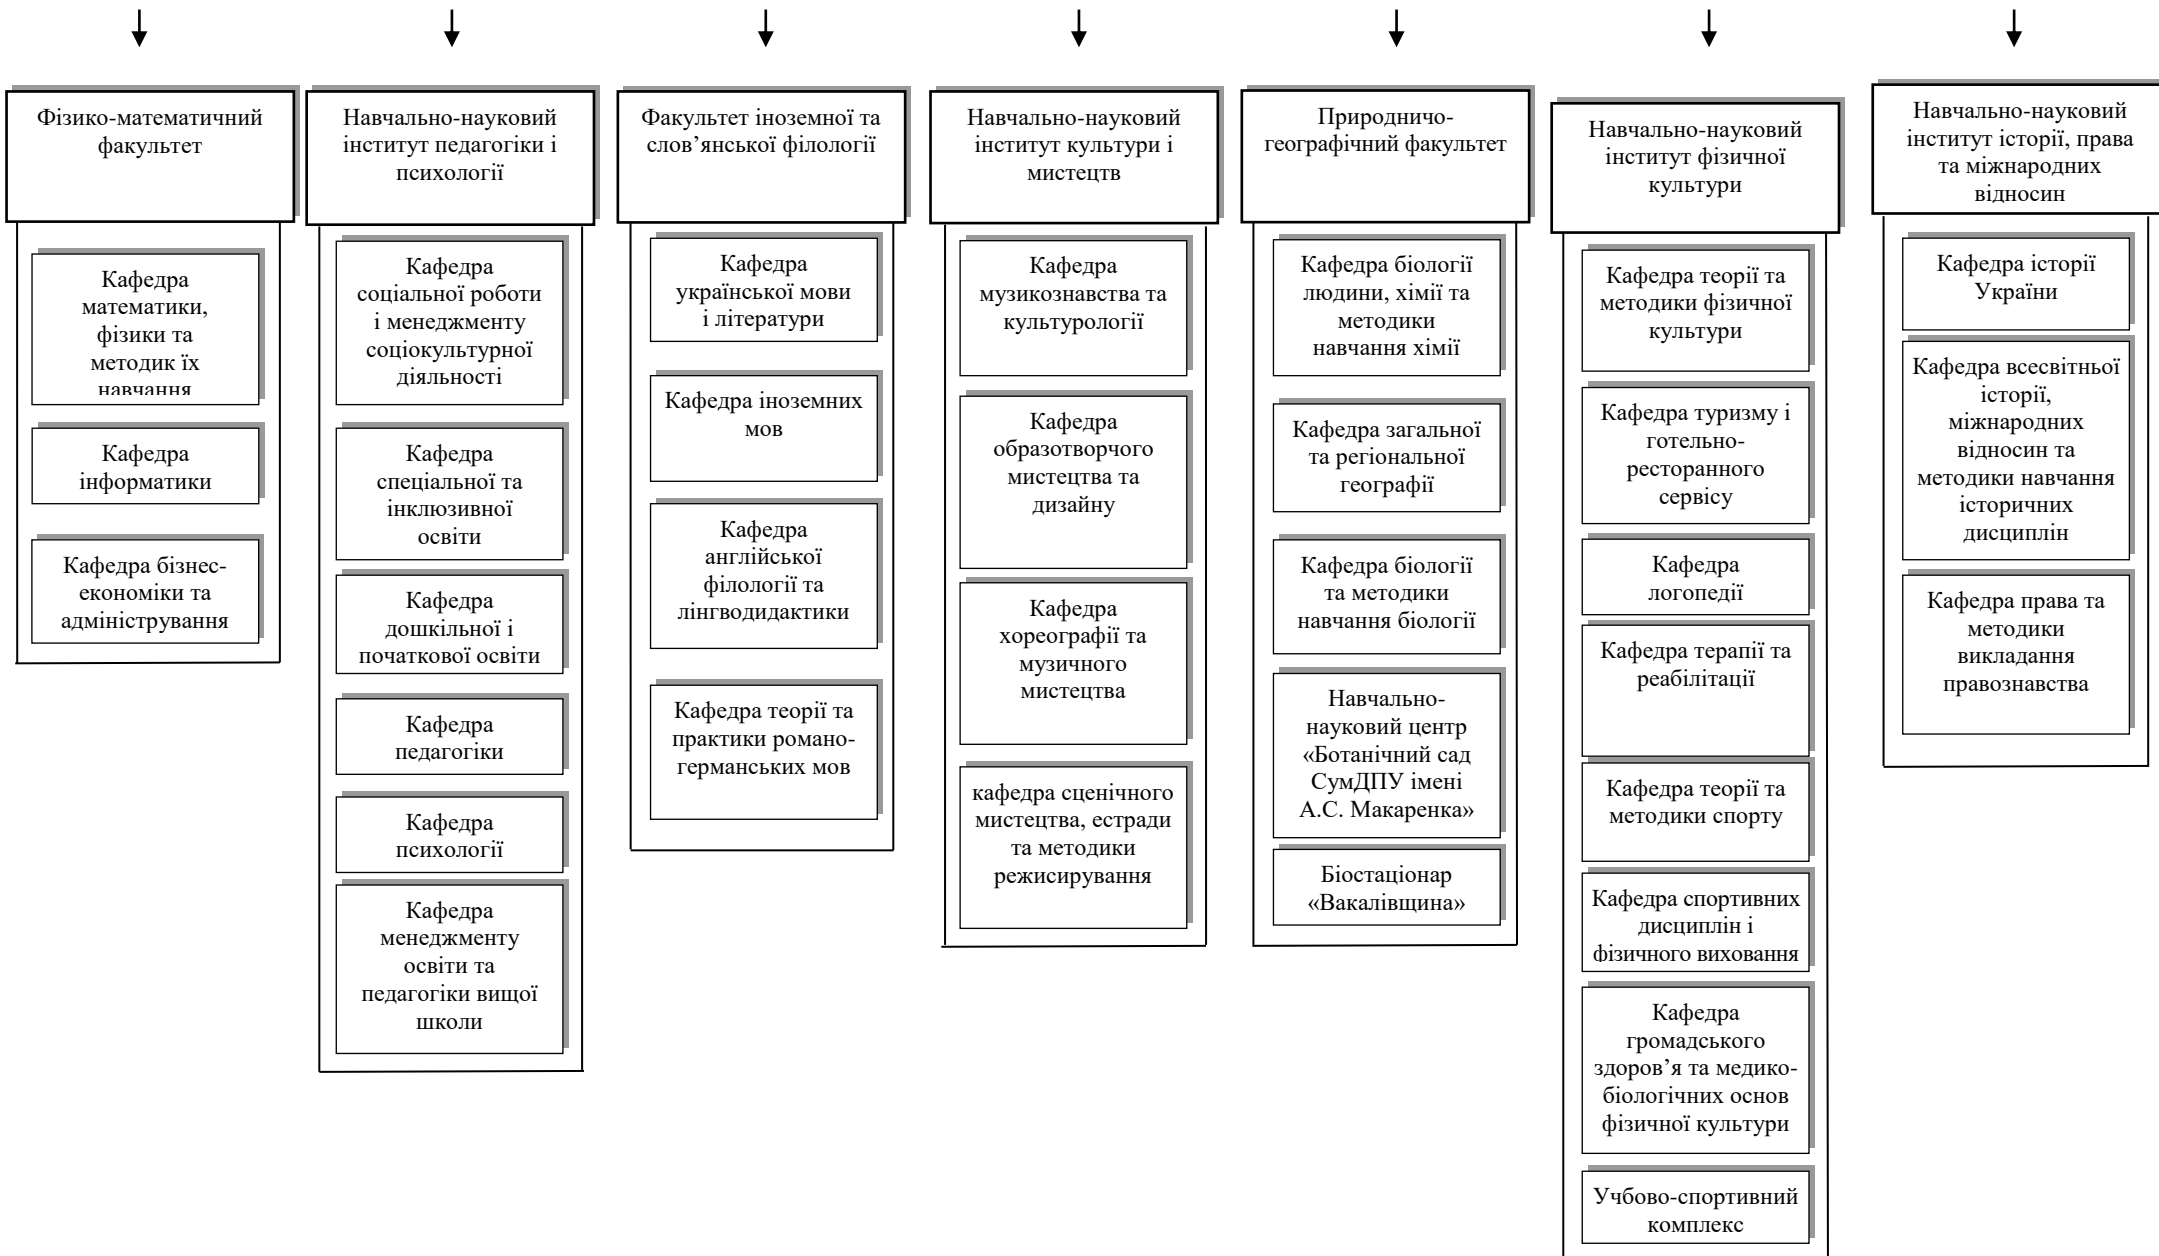 Фізико-математичний
факультет
Кафедра
математики,
фізики та
методик їх
навчання
Кафедра
інформатики
Кафедра бізнес-
економіки та
адміністрування
Навчально-науковий
інститут педагогіки і
психології
Кафедра
соціальної роботи
і менеджменту
соціокультурної
діяльності
Кафедра
спеціальної та
інклюзивної
освіти
Кафедра
дошкільної і
початкової освіти
Кафедра
педагогіки
Кафедра
психології
Кафедра
менеджменту
освіти та
педагогіки вищої
школи
Факультет іноземної та
слов’янської філології
Кафедра
української мови
і літератури
Кафедра іноземних
мов
Кафедра
англійської
філології та
лінгводидактики
Кафедра теорії та
практики романо-
германських мов
Навчально-науковий
інститут культури і
мистецтв
Кафедра
музикознавства та
культурології
Кафедра
образотворчого
мистецтва та
дизайну
Кафедра
хореографії та
музичного
мистецтва
кафедра сценічного
мистецтва, естради
та методики
режисирування
Природничо-
географічний факультет
Кафедра біології
людини, хімії та
методики
навчання хімії
Кафедра загальної
та регіональної
географії
Кафедра біології
та методики
навчання біології
Навчально-
науковий центр
«Ботанічний сад
СумДПУ імені
А.С. Макаренка»
Біостаціонар
«Вакалівщина»
Навчально-науковий
інститут фізичної
культури
Кафедра теорії та
методики фізичної
культури
Кафедра туризму і
готельно-
ресторанного
сервісу
Кафедра
логопедії
Кафедра терапії та
реабілітації
Кафедра теорії та
методики спорту
Кафедра спортивних
дисциплін і
фізичного виховання
Кафедра
громадського
здоров’я та медико-
біологічних основ
фізичної культури
Учбово-спортивний
комплекс
Навчально-науковий
інститут історії, права
та міжнародних
відносин
Кафедра історії
України
Кафедра всесвітньої
історії,
міжнародних
відносин та
методики навчання
історичних
дисциплін
Кафедра права та
методики
викладання
правознавства